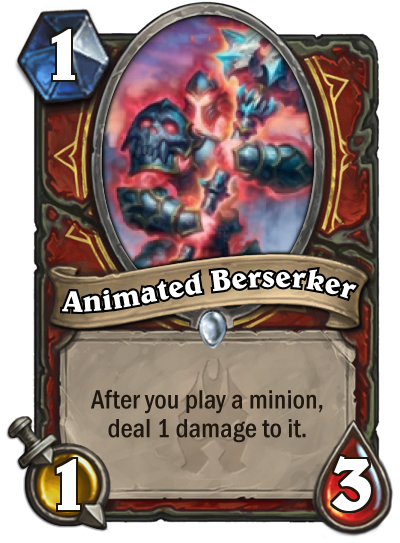 1
Animated Berserker
After you play a minion,
deal 1 damage to it.
1
3